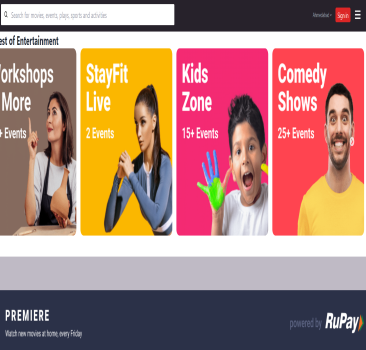 Search for movies, events, plays, sports and activities
Ahmedabad
Sign in
est of Entertainment
orkshops
More
+ Events
StayFit
Live
2 Events
Kids
Zone
15+ Events
Comedy
Shows
25+ Events
PREMIERE
Watch new movies at home, every Friday
powered by RuPay